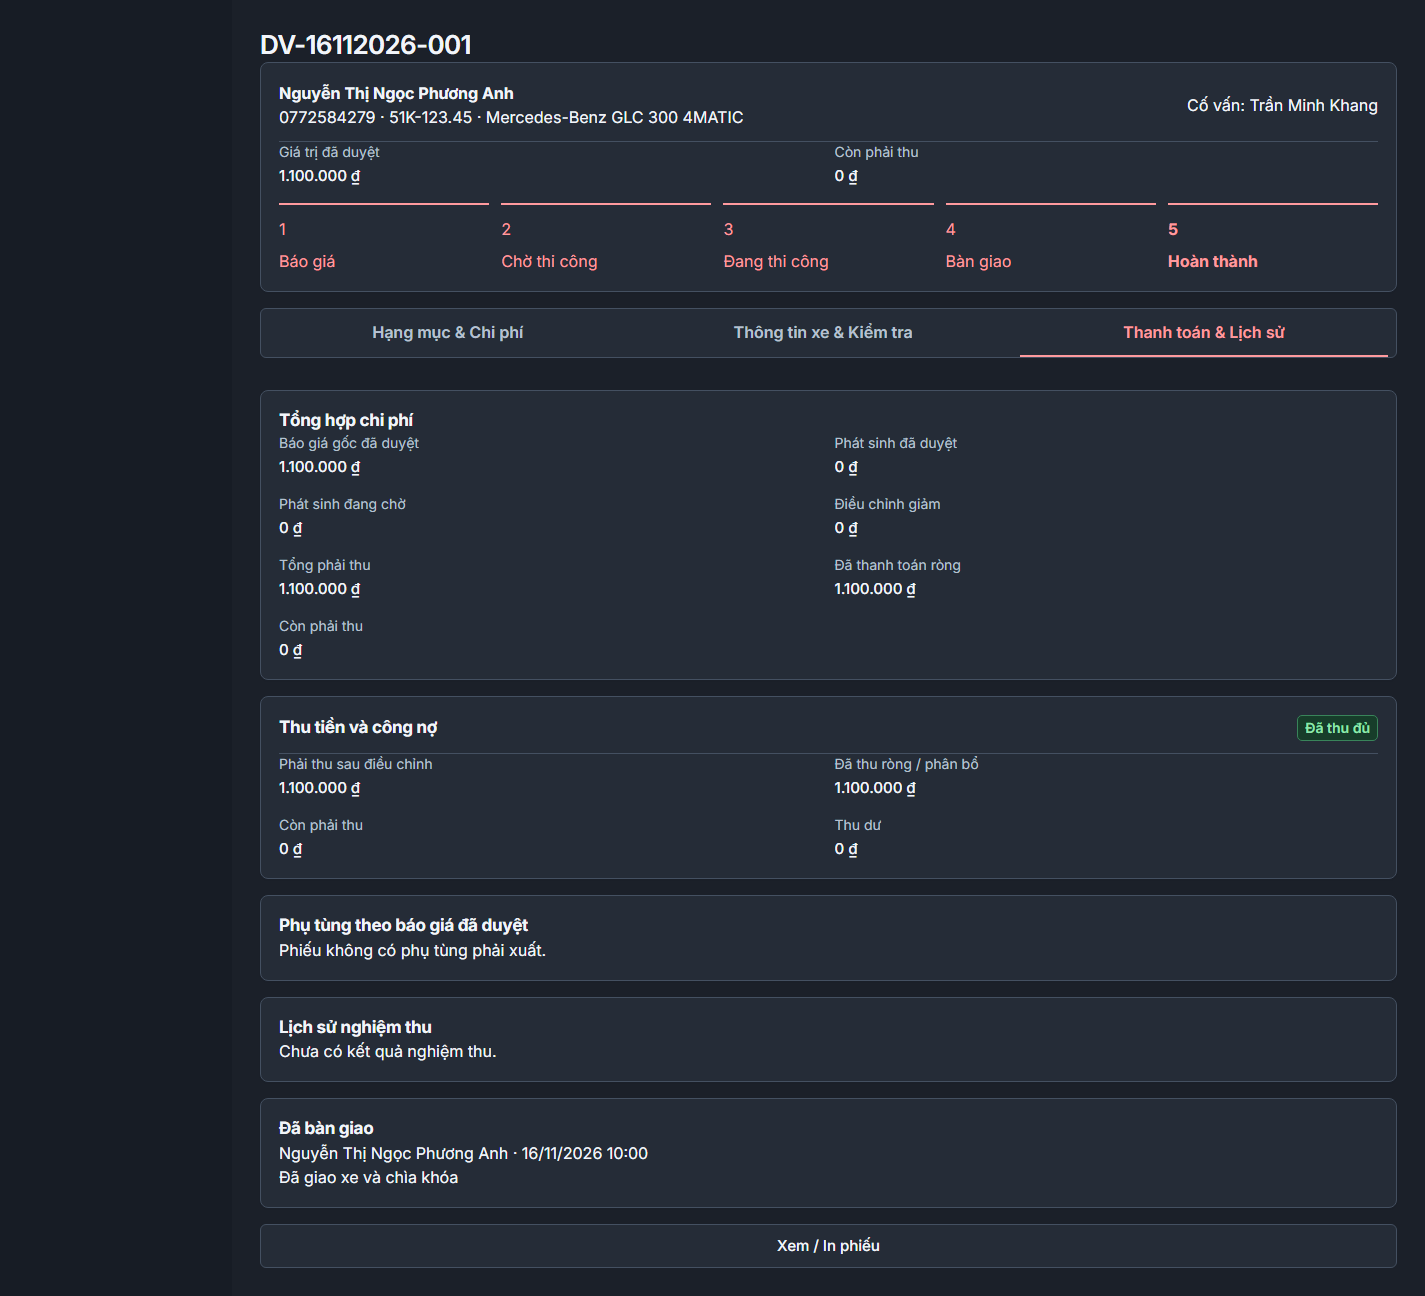 DV-16112026-001
Nguyễn Thị Ngọc Phương Anh
0772584279 · 51K-123.45 · Mercedes-Benz GLC 300 4MATIC
Cố vấn: Trần Minh Khang
Giá trị đã duyệt
1.100.000 ₫
Còn phải thu
0 ₫
1
Báo giá
2
Chờ thi công
3
Đang thi công
4
Bàn giao
5
Hoàn thành
Hạng mục & Chi phí
Thông tin xe & Kiểm tra
Thanh toán & Lịch sử
Tổng hợp chi phí
Báo giá gốc đã duyệt
1.100.000 ₫
Phát sinh đã duyệt
0 ₫
Phát sinh đang chờ
0 ₫
Điều chỉnh giảm
0 ₫
Tổng phải thu
1.100.000 ₫
Đã thanh toán ròng
1.100.000 ₫
Còn phải thu
0 ₫
Thu tiền và công nợ
Đã thu đủ
Phải thu sau điều chỉnh
1.100.000 ₫
Đã thu ròng / phân bổ
1.100.000 ₫
Còn phải thu
0 ₫
Thu dư
0 ₫
Phụ tùng theo báo giá đã duyệt
Phiếu không có phụ tùng phải xuất.
Lịch sử nghiệm thu
Chưa có kết quả nghiệm thu.
Đã bàn giao
Nguyễn Thị Ngọc Phương Anh · 16/11/2026 10:00
Đã giao xe và chìa khóa
Xem / In phiếu